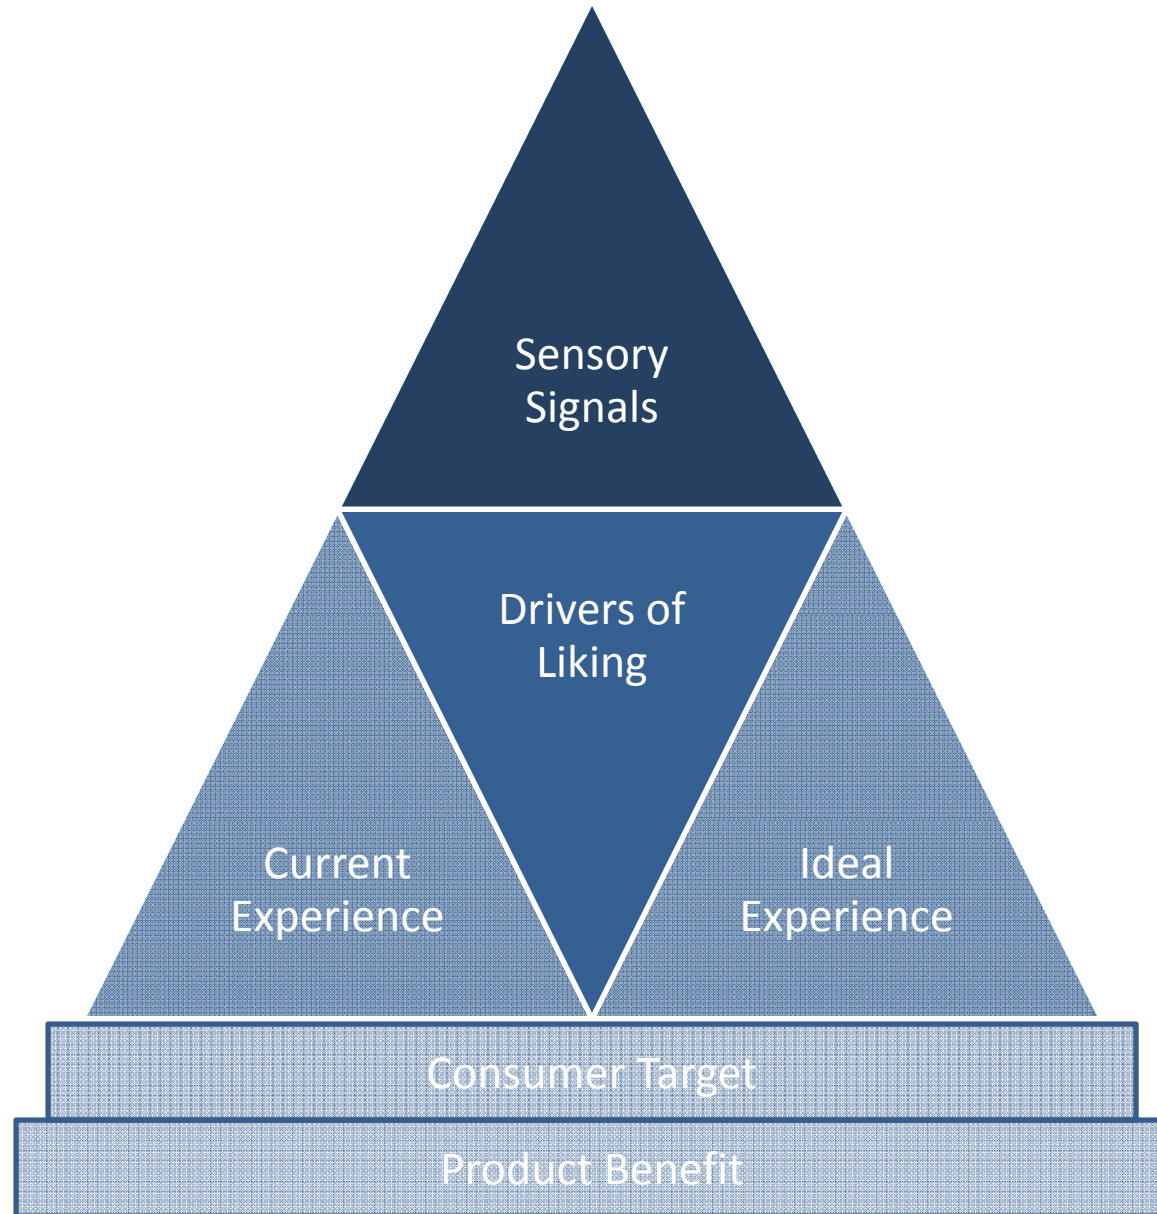 Sensory
Signals
Drivers of
Liking
Current
Experience
Ideal
Experience
Consumer Target
Product Benefit